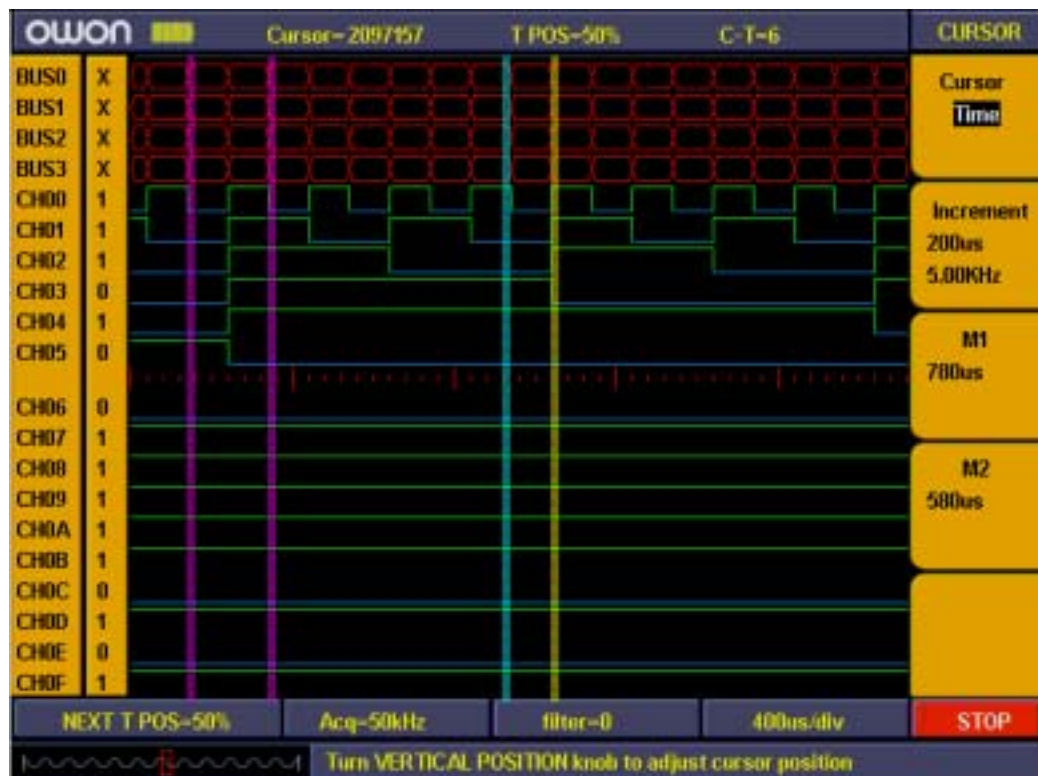 owon Cursor=2097157 T POS=50% C-T=6 CURSOR
BUS0 X
BUS1 X
BUS2 X
BUS3 X
CH00 1
CH01 1
CH02 1
CH03 0
CH04 1
CH05 0
CH06 0
CH07 1
CH08 1
CH09 1
CH0A 1
CH0B 1
CH0C 0
CH0D 1
CH0E 0
CH0F 1
Cursor
Time
Increment
200us
5.00KHz
M1
780us
M2
580us
NEXT T POS=50% Acq=50kHz filter=0 400us/div STOP
Turn VERTICAL POSITION knob to adjust cursor position